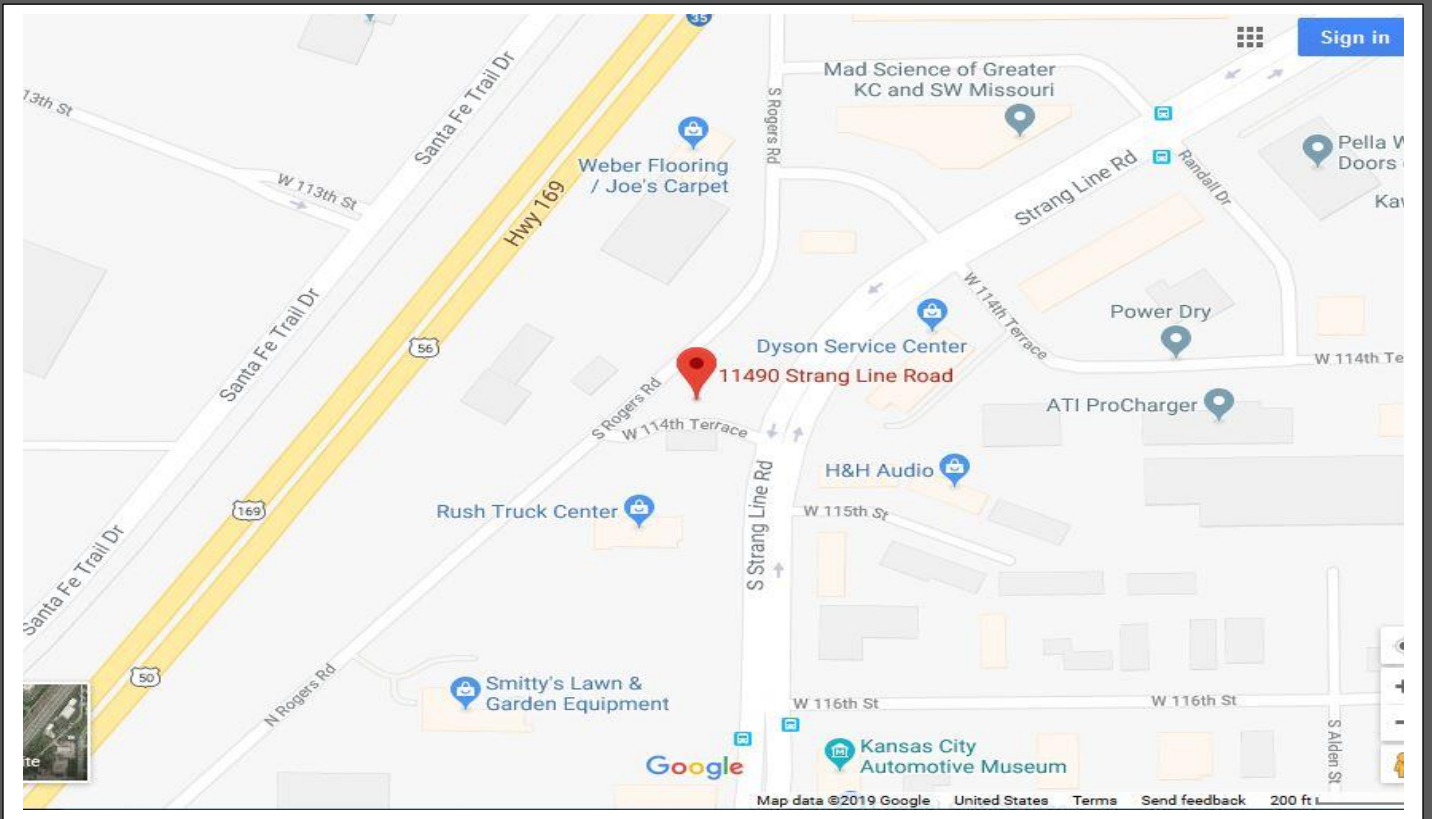 35
Sign in
13th St
Santa Fe Trail Dr
S Rogers Rd
Mad Science of Greater
KC and SW Missouri
Weber Flooring
/ Joe's Carpet
W 113th St
Hwy 169
Strang Line Rd
Randall Dr
Pella W
Doors
Santa Fe Trail Dr
56
Dyson Service Center
W 114th Terrace
Power Dry
W 114th Te
11490 Strang Line Road
S Rogers Rd
W 114th Terrace
ATI ProCharger
H&H Audio
169
Rush Truck Center
S Strang Line Rd
W 115th St
Santa Fe Trail Dr
50
N Rogers Rd
Smitty's Lawn &
Garden Equipment
W 116th St
W 116th St
S Alden St
Kansas City
Automotive Museum
Google
Map data ©2019 Google
United States
Terms
Send feedback
200 ft